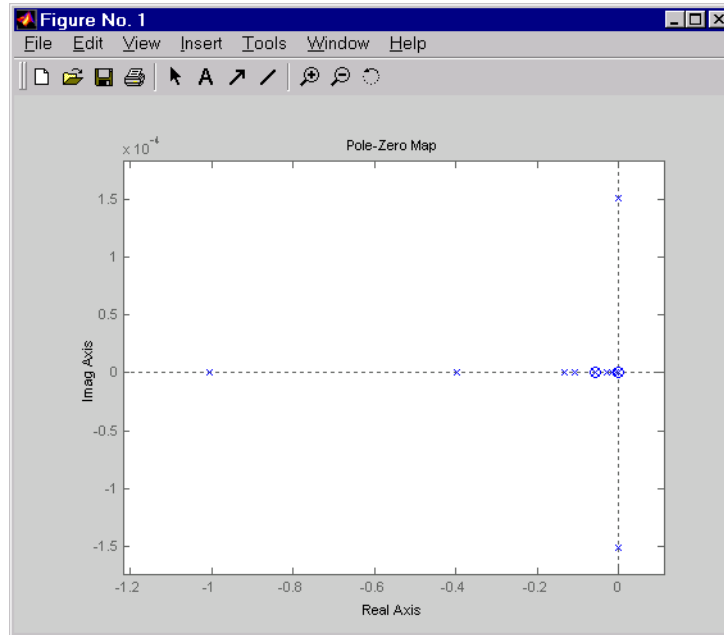 Figure No. 1
File Edit View Insert Tools Window Help
A
Pole-Zero Map
x 10^-4
1.5
1
0.5
0
-0.5
-1
-1.5
Imag Axis
-1.2 -1 -0.8 -0.6 -0.4 -0.2 0
Real Axis